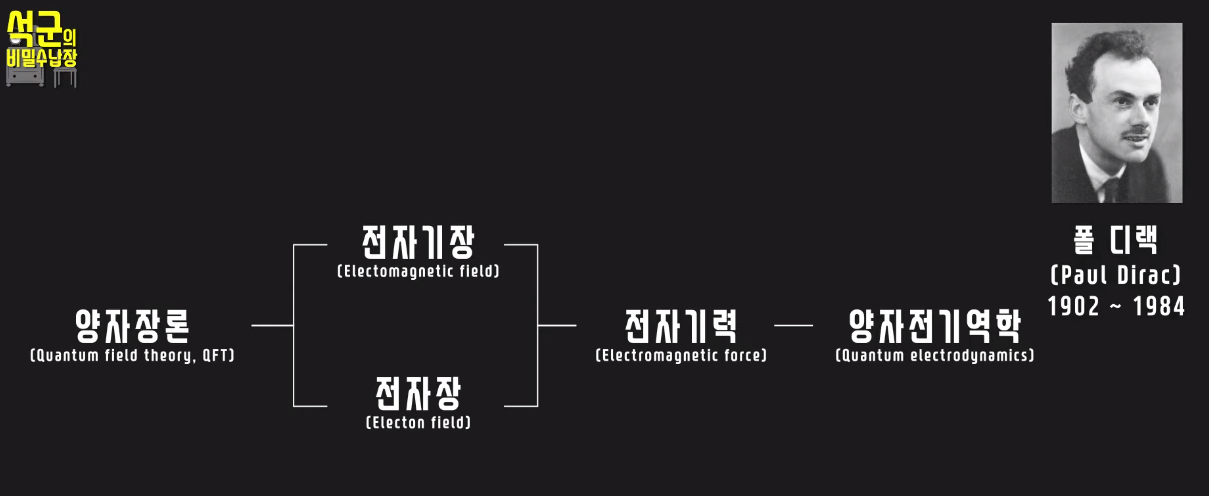 석군의
비밀수납장
폴 디랙
(Paul Dirac)
1902 ~ 1984
전자기장
(Electomagnetic field)
양자장론
(Quantum field theory, QFT)
전자기력
(Electromagnetic force)
양자전기역학
(Quantum electrodynamics)
전자장
(Electon field)